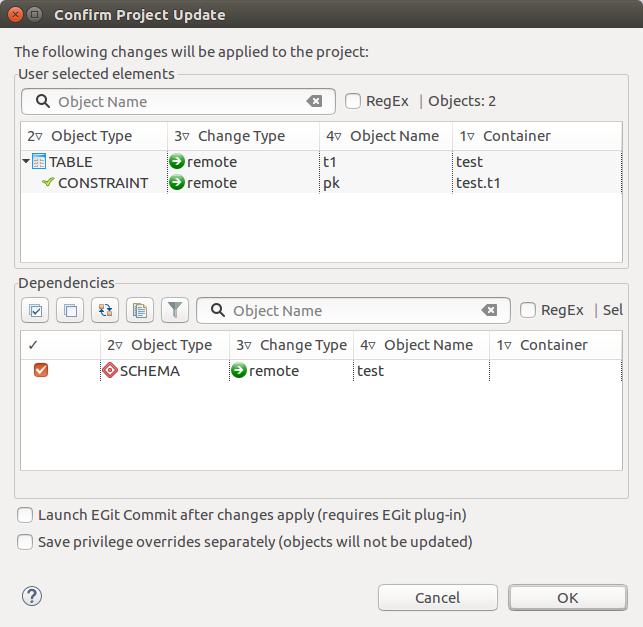 Confirm Project Update
The following changes will be applied to the project:
User selected elements
Object Name RegEx | Objects: 2
2 Object Type 3 Change Type 4 Object Name 1 Container
TABLE remote t1 test
CONSTRAINT remote pk test.t1
Dependencies
Object Name RegEx | Sel
✓ 2 Object Type 3 Change Type 4 Object Name 1 Container
SCHEMA remote test
Launch EGit Commit after changes apply (requires EGit plug-in)
Save privilege overrides separately (objects will not be updated)
? Cancel OK